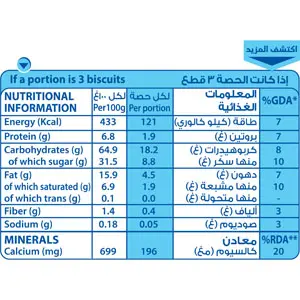 اكتشف المزيد
If a portion is 3 biscuits إذا كانت الحصة ٣ قطع
NUTRITIONAL INFORMATION لكل ١٠٠غ Per100g لكل حصة Per portion المعلومات الغذائية %GDA*
Energy (Kcal) 433 121 طاقة (كيلو كالوري) 7
Protein (g) 6.8 1.9 بروتين (غ) 7
Carbohydrates (g) 64.9 18.2 كربوهيدرات (غ) 8
of which sugar (g) 31.5 8.8 منها سكر (غ) 10
Fat (g) 15.9 4.5 دهون (غ) 7
of which saturated (g) 6.9 1.9 منها مشبعة (غ) 10
of which trans (g) 0.1 0.0 منها متحولة (غ) -
Fiber (g) 1.4 0.4 ألياف (غ) 3
Sodium (g) 0.18 0.05 صوديوم (غ) 3
MINERALS معادن %RDA**
Calcium (mg) 699 196 كالسيوم (مغ) 20